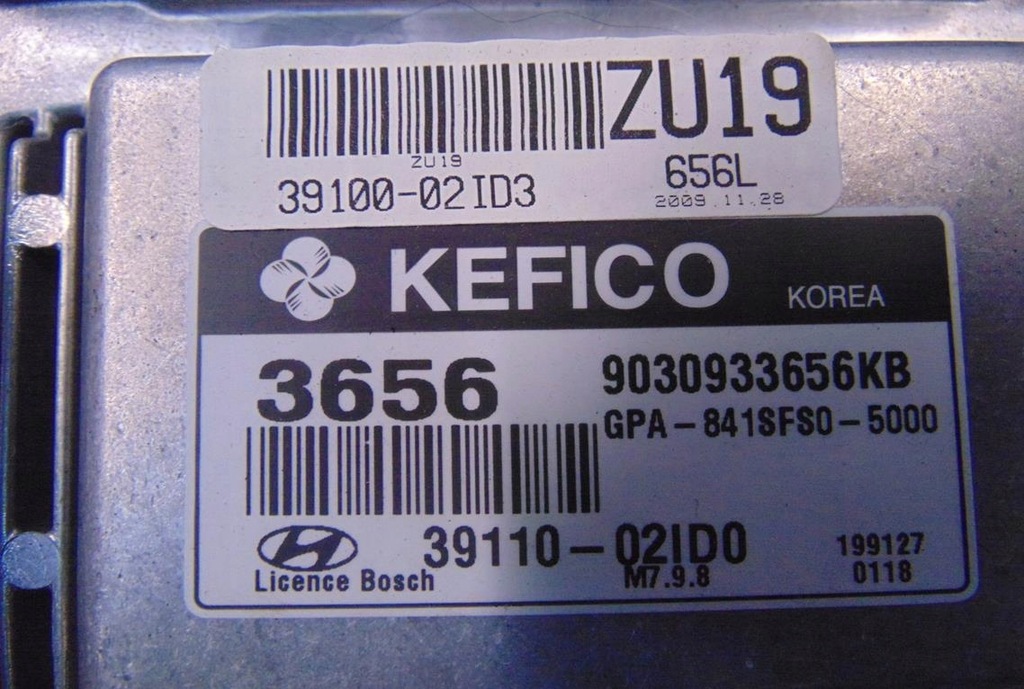 ZU19
ZU19
39100-02ID3
656L
2009.11.28
KEFICO KOREA
3656
9030933656KB
GPA-841SFS0-5000
39110-02ID0
M7.9.8
Licence Bosch
199127
0118